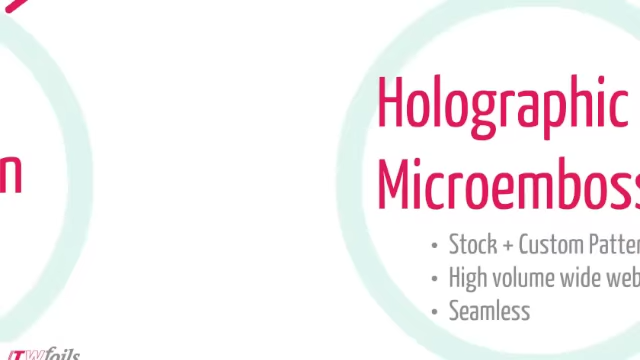 Holographic
n
Microemboss
• Stock + Custom Patter
• High volume wide web
• Seamless
ITWfoils